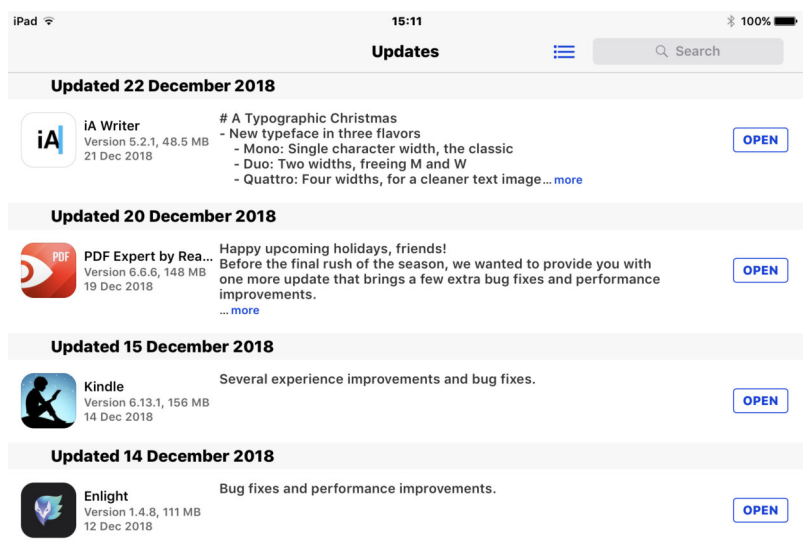 iPad 15:11 100%
Updates Search
Updated 22 December 2018
iA
iA Writer
Version 5.2.1, 48.5 MB
21 Dec 2018
# A Typographic Christmas
- New typeface in three flavors
- Mono: Single character width, the classic
- Duo: Two widths, freeing M and W
- Quattro: Four widths, for a cleaner text image... more
OPEN
Updated 20 December 2018
PDF
PDF Expert by Rea...
Version 6.6.6, 148 MB
19 Dec 2018
Happy upcoming holidays, friends!
Before the final rush of the season, we wanted to provide you with
one more update that brings a few extra bug fixes and performance
improvements.
... more
OPEN
Updated 15 December 2018
Kindle
Version 6.13.1, 156 MB
14 Dec 2018
Several experience improvements and bug fixes.
OPEN
Updated 14 December 2018
Enlight
Version 1.4.8, 111 MB
12 Dec 2018
Bug fixes and performance improvements.
OPEN